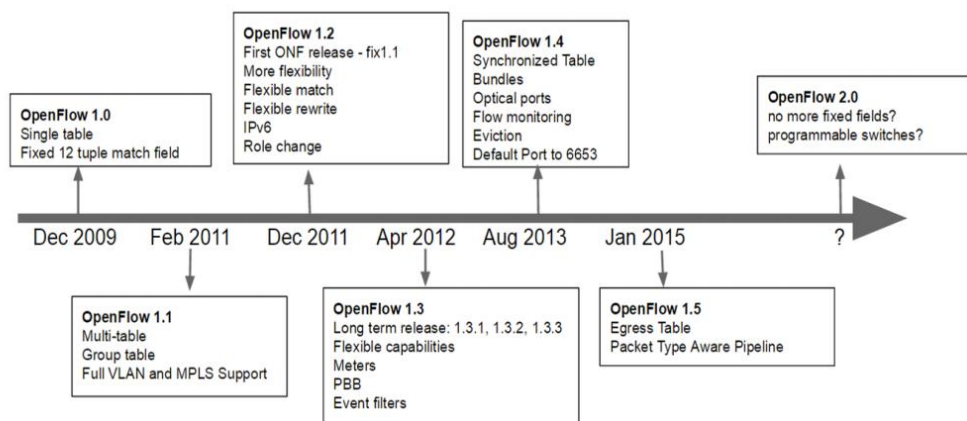 OpenFlow 1.0
Single table
Fixed 12 tuple match field
OpenFlow 1.2
First ONF release - fix1.1
More flexibility
Flexible match
Flexible rewrite
IPv6
Role change
OpenFlow 1.4
Synchronized Table
Bundles
Optical ports
Flow monitoring
Eviction
Default Port to 6653
OpenFlow 2.0
no more fixed fields?
programmable switches?
Dec 2009
Feb 2011
Dec 2011
Apr 2012
Aug 2013
Jan 2015
?
OpenFlow 1.1
Multi-table
Group table
Full VLAN and MPLS Support
OpenFlow 1.3
Long term release: 1.3.1, 1.3.2, 1.3.3
Flexible capabilities
Meters
PBB
Event filters
OpenFlow 1.5
Egress Table
Packet Type Aware Pipeline